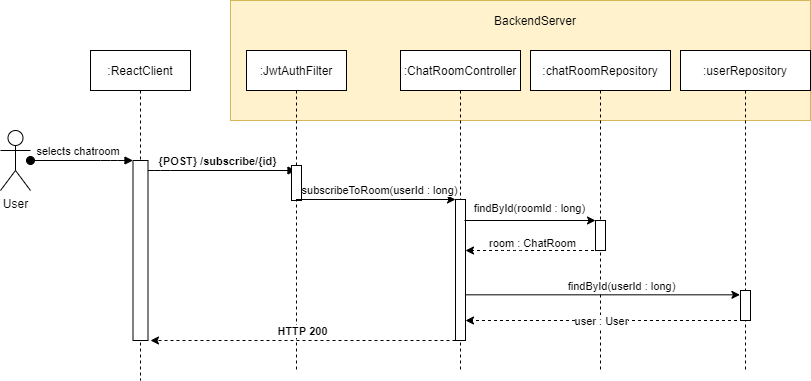 BackendServer
:ReactClient
:JwtAuthFilter
:ChatRoomController
:chatRoomRepository
:userRepository
selects chatroom
{POST} /subscribe/{id}
User
subscribeToRoom(userId : long)
findById(roomId : long)
room : ChatRoom
findById(userId : long)
user : User
HTTP 200